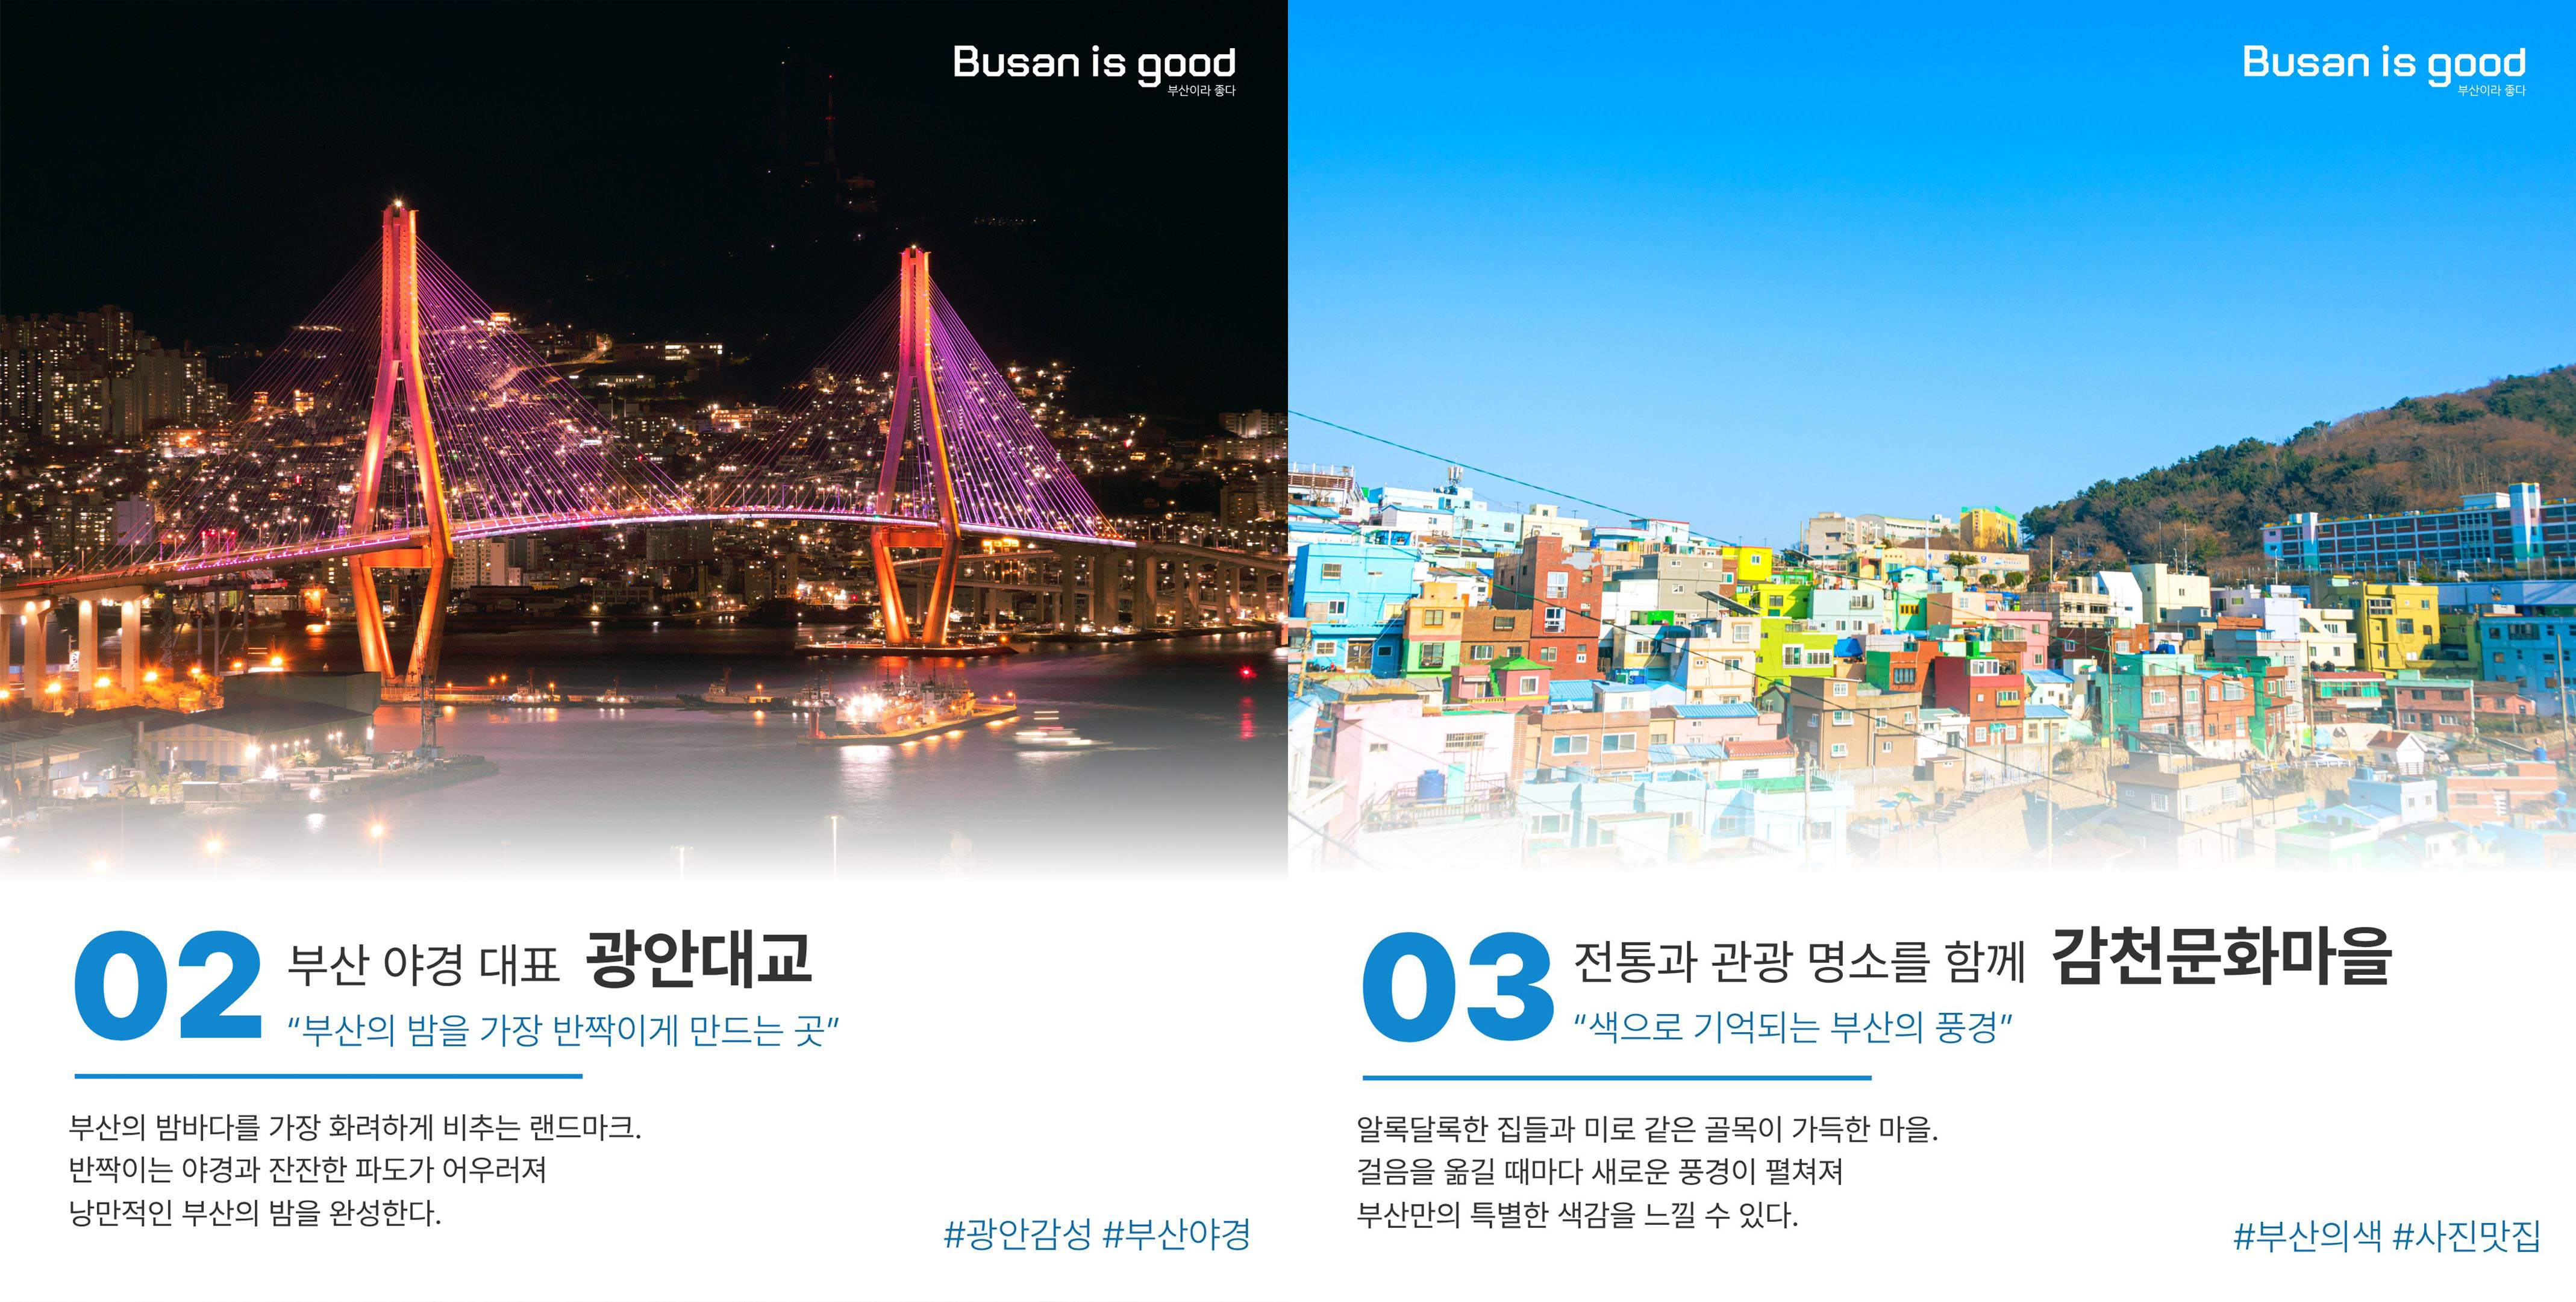 Busan is good
부산이라 좋다
02
부산 야경 대표 광안대교
“부산의 밤을 가장 반짝이게 만드는 곳”
부산의 밤바다를 가장 화려하게 비추는 랜드마크.
반짝이는 야경과 잔잔한 파도가 어우러져
낭만적인 부산의 밤을 완성한다.
#광안감성 #부산야경
Busan is good
부산이라 좋다
03
전통과 관광 명소를 함께 감천문화마을
“색으로 기억되는 부산의 풍경”
알록달록한 집들과 미로 같은 골목이 가득한 마을.
걸음을 옮길 때마다 새로운 풍경이 펼쳐져
부산만의 특별한 색감을 느낄 수 있다.
#부산의색 #사진맛집